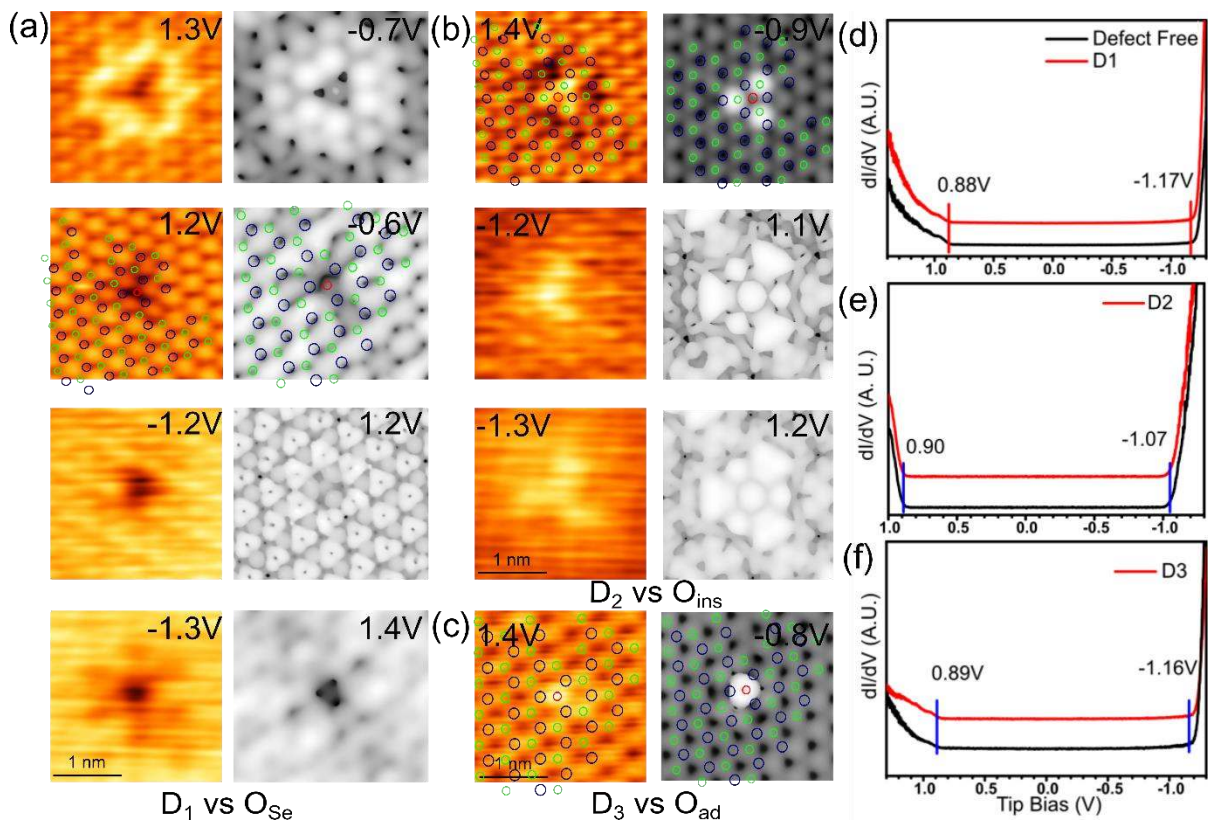 (a)
1.3V
-0.7V
1.2V
-0.6V
-1.2V
1.2V
-1.3V
1.4V
1 nm
D1 vs OSe
(b)
1.4V
-0.9V
-1.2V
1.1V
-1.3V
1.2V
1 nm
D2 vs Oins
(c)
1.4V
-0.8V
1 nm
D3 vs Oad
(d)
Defect Free
D1
dI/dV (A.U.)
0.88V
-1.17V
1.0 0.5 0.0 -0.5 -1.0
(e)
D2
dI/dV (A. U.)
0.90
-1.07
1.0 0.5 0.0 -0.5 -1.0
(f)
D3
dI/dV (A.U.)
0.89V
-1.16V
1.0 0.5 0.0 -0.5 -1.0
Tip Bias (V)